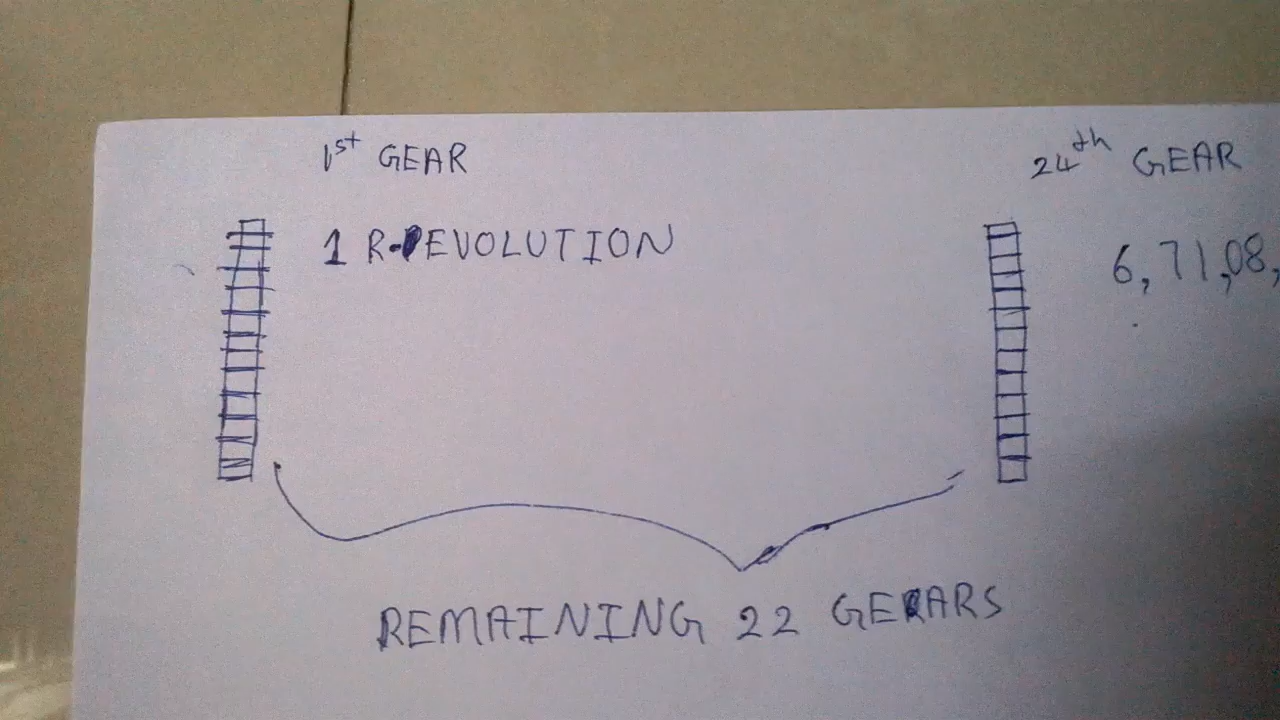 1st GEAR
24th GEAR
1 REVOLUTION
6,71,08,
REMAINING 22 GEARS